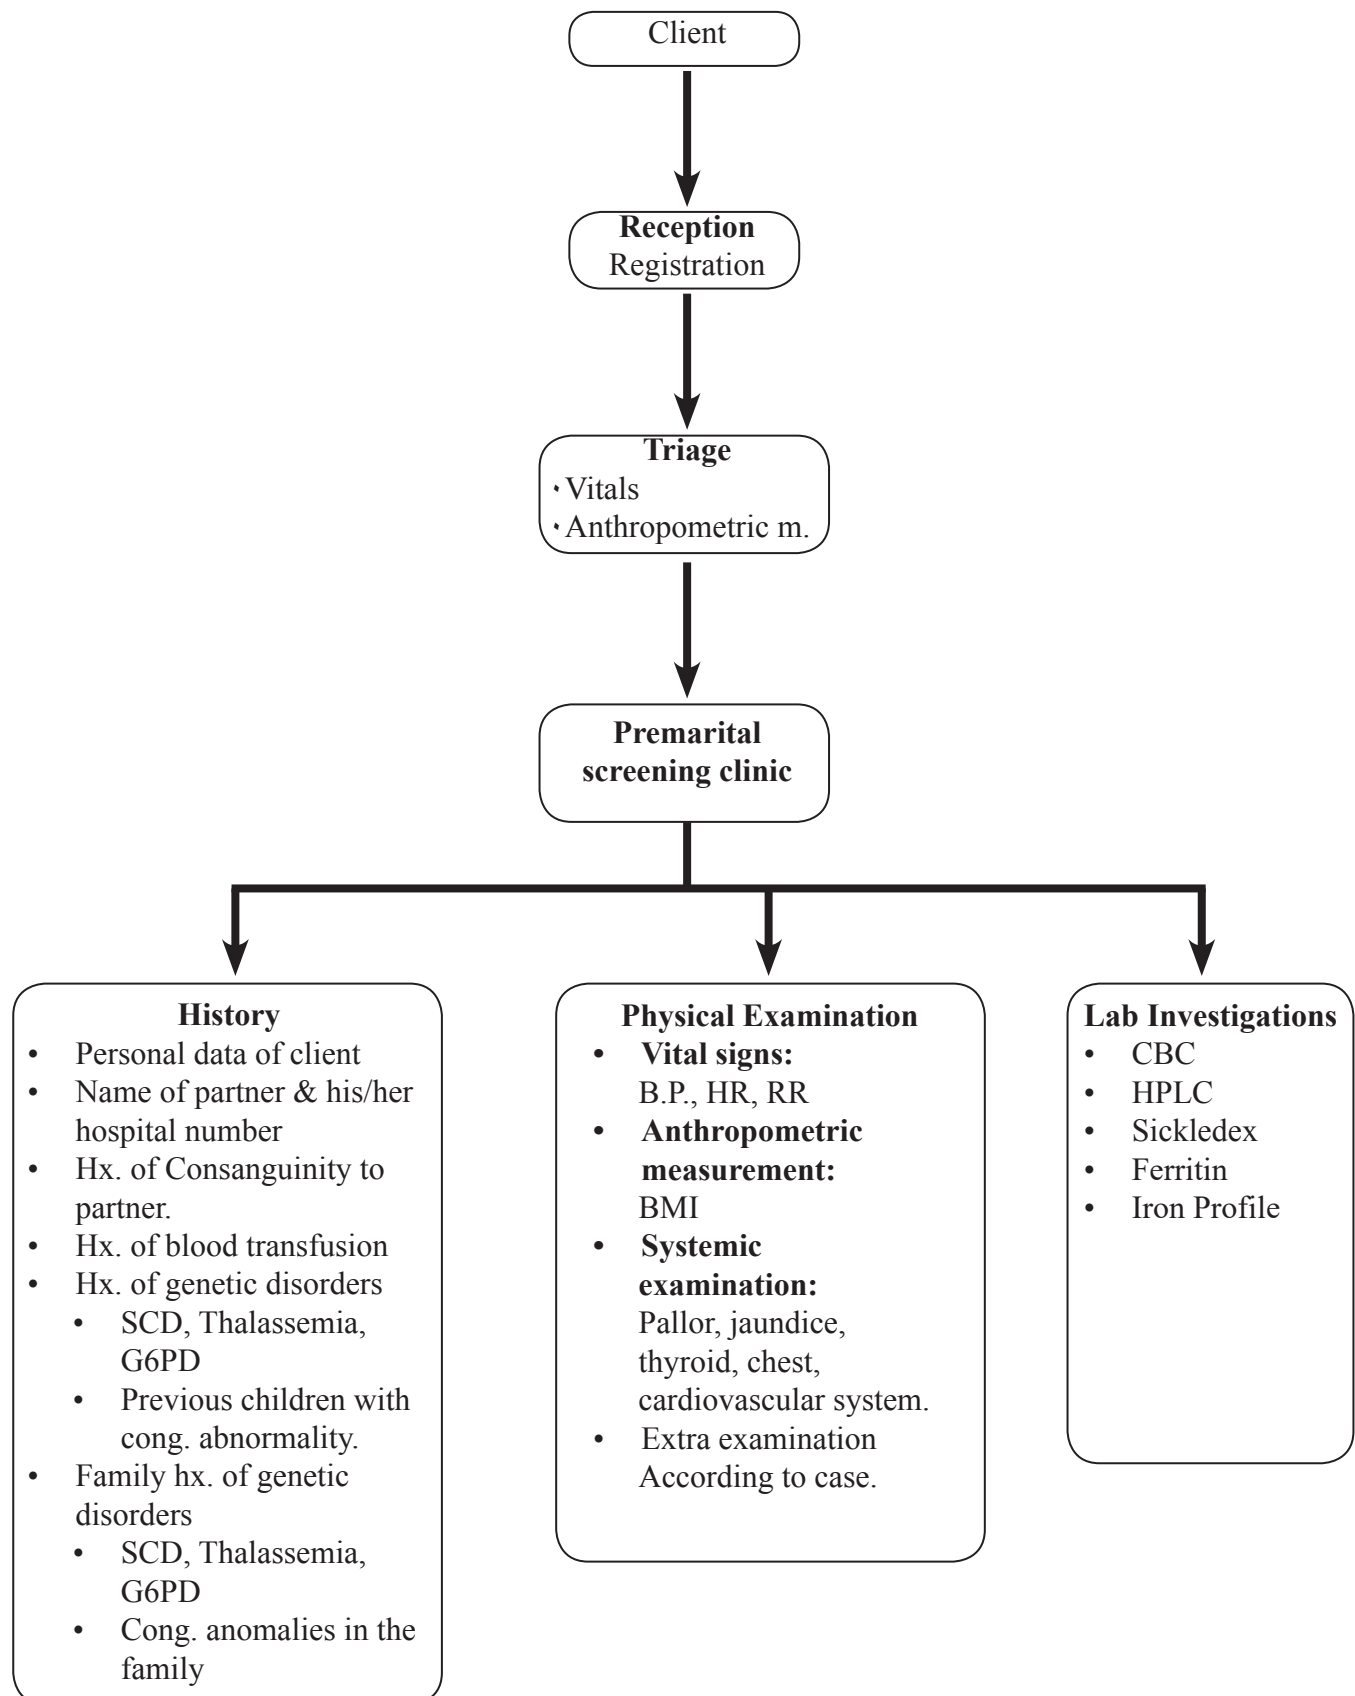 Client
Reception
Registration
Triage
· Vitals
· Anthropometric m.
Premarital
screening clinic
History
• Personal data of client
• Name of partner & his/her
hospital number
• Hx. of Consanguinity to
partner.
• Hx. of blood transfusion
• Hx. of genetic disorders
• SCD, Thalassemia,
G6PD
• Previous children with
cong. abnormality.
• Family hx. of genetic
disorders
• SCD, Thalassemia,
G6PD
• Cong. anomalies in the
family
Physical Examination
• Vital signs:
B.P., HR, RR
• Anthropometric
measurement:
BMI
• Systemic
examination:
Pallor, jaundice,
thyroid, chest,
cardiovascular system.
• Extra examination
According to case.
Lab Investigations
• CBC
• HPLC
• Sickledex
• Ferritin
• Iron Profile